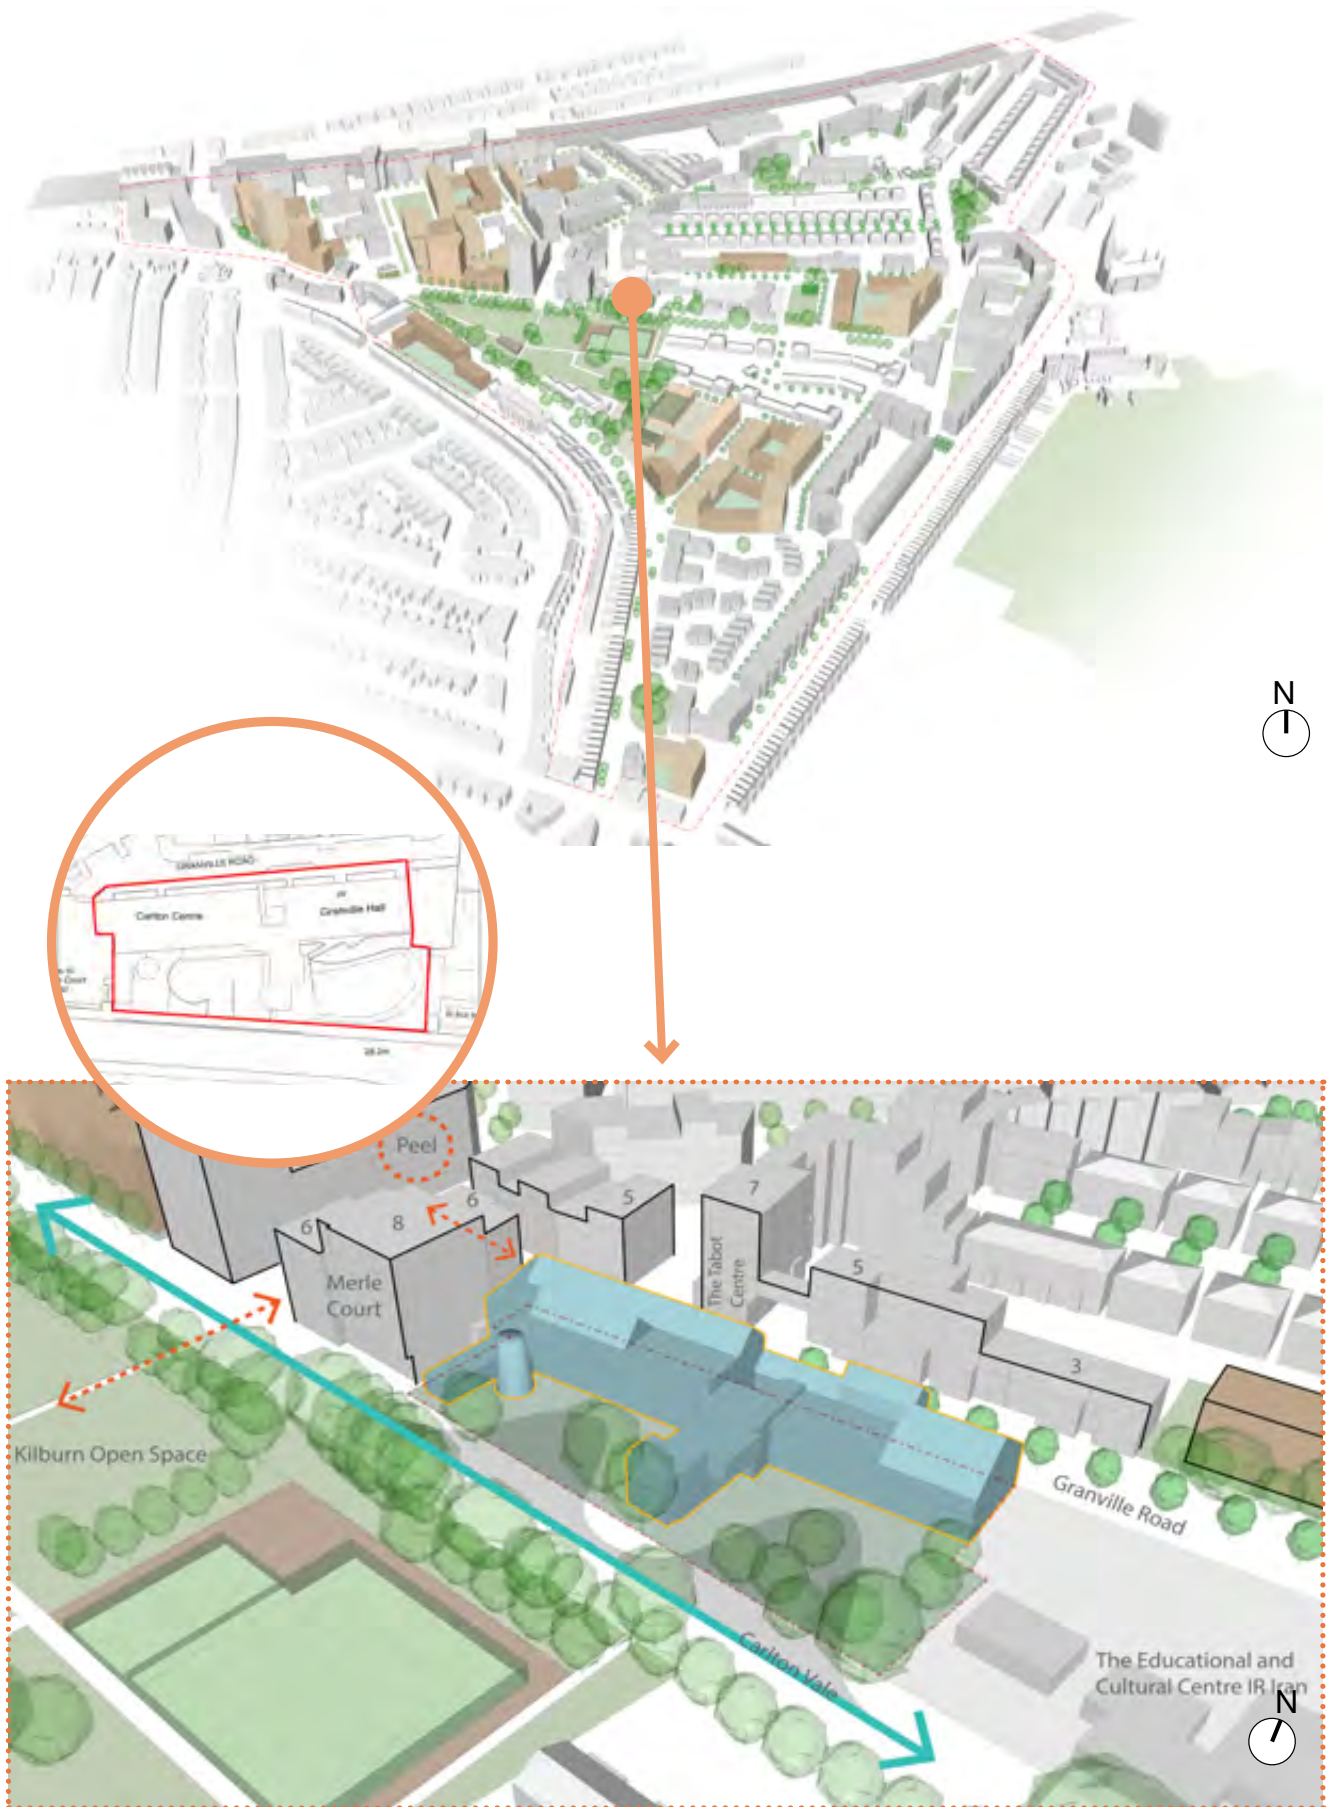 N
GRANVILLE ROAD
Carlton Centre
Granville Hall
Peel
6
8
6
5
7
The Tabot
Centre
5
3
Merle
Court
Kilburn Open Space
Granville Road
Carlton Vale
The Educational and
Cultural Centre IR Iran
N